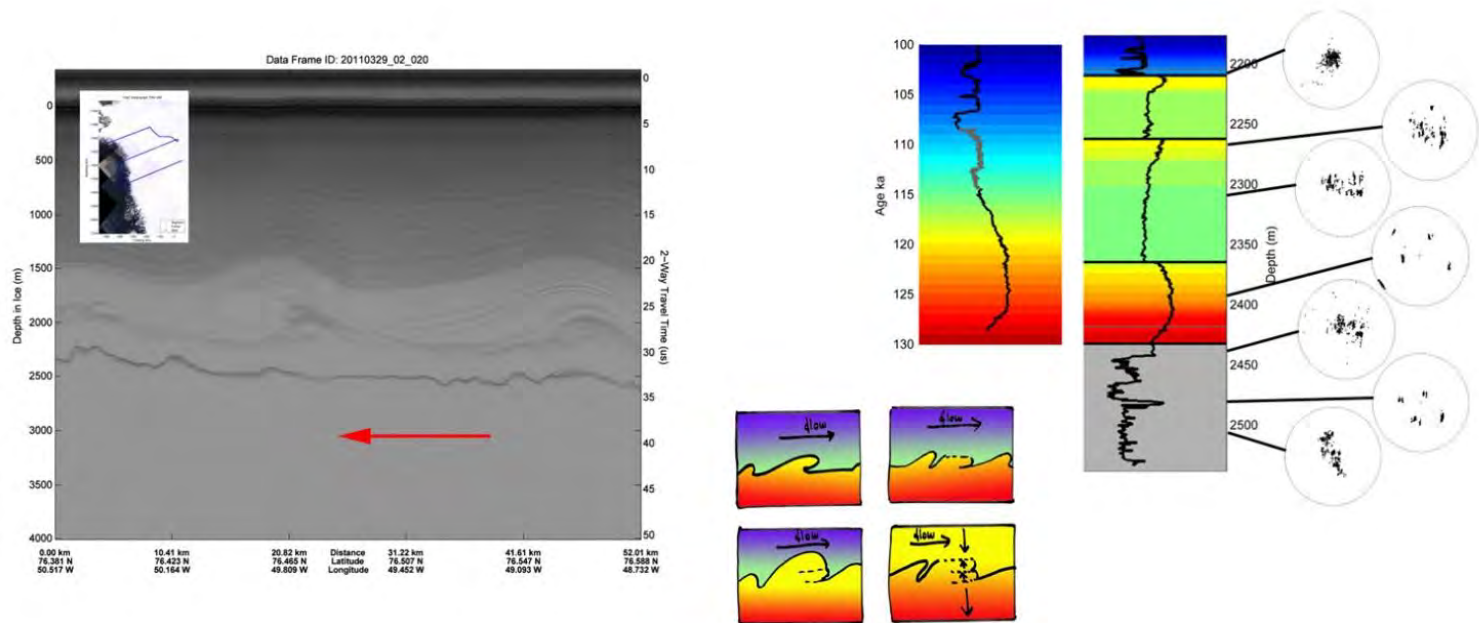 Data Frame ID: 20110329_02_020
0
500
1000
1500
2000
2500
3000
3500
4000
Depth in Ice (m)
0
5
10
15
20
25
30
35
40
45
50
2-Way Travel Time (us)
0.00 km 10.41 km 20.82 km Distance 31.22 km 41.61 km 52.01 km
76.381 N 76.423 N 76.465 N Latitude 76.507 N 76.547 N 76.588 N
50.517 W 50.164 W 49.809 W Longitude 49.452 W 49.093 W 48.732 W
100
105
110
115
120
125
130
Age ka
2200
2250
2300
2350
2400
2450
2500
Depth (m)
flow
flow
flow
flow